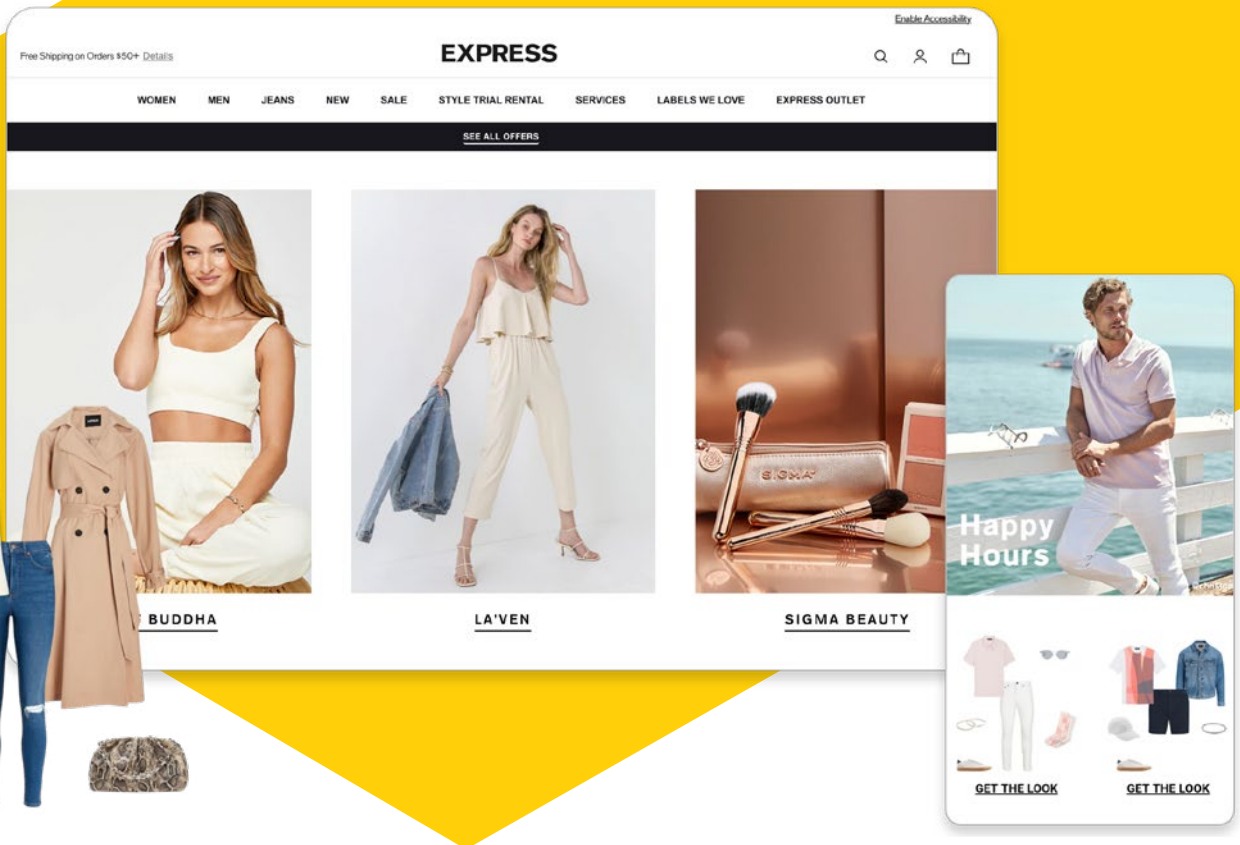 Enable Accessibility
Free Shipping on Orders $50+ Details
EXPRESS
WOMEN MEN JEANS NEW SALE STYLE TRIAL RENTAL SERVICES LABELS WE LOVE EXPRESS OUTLET
SEE ALL OFFERS
BUDDHA
LA'VEN
SIGMA
SIGMA BEAUTY
Happy
Hours
GET THE LOOK
GET THE LOOK